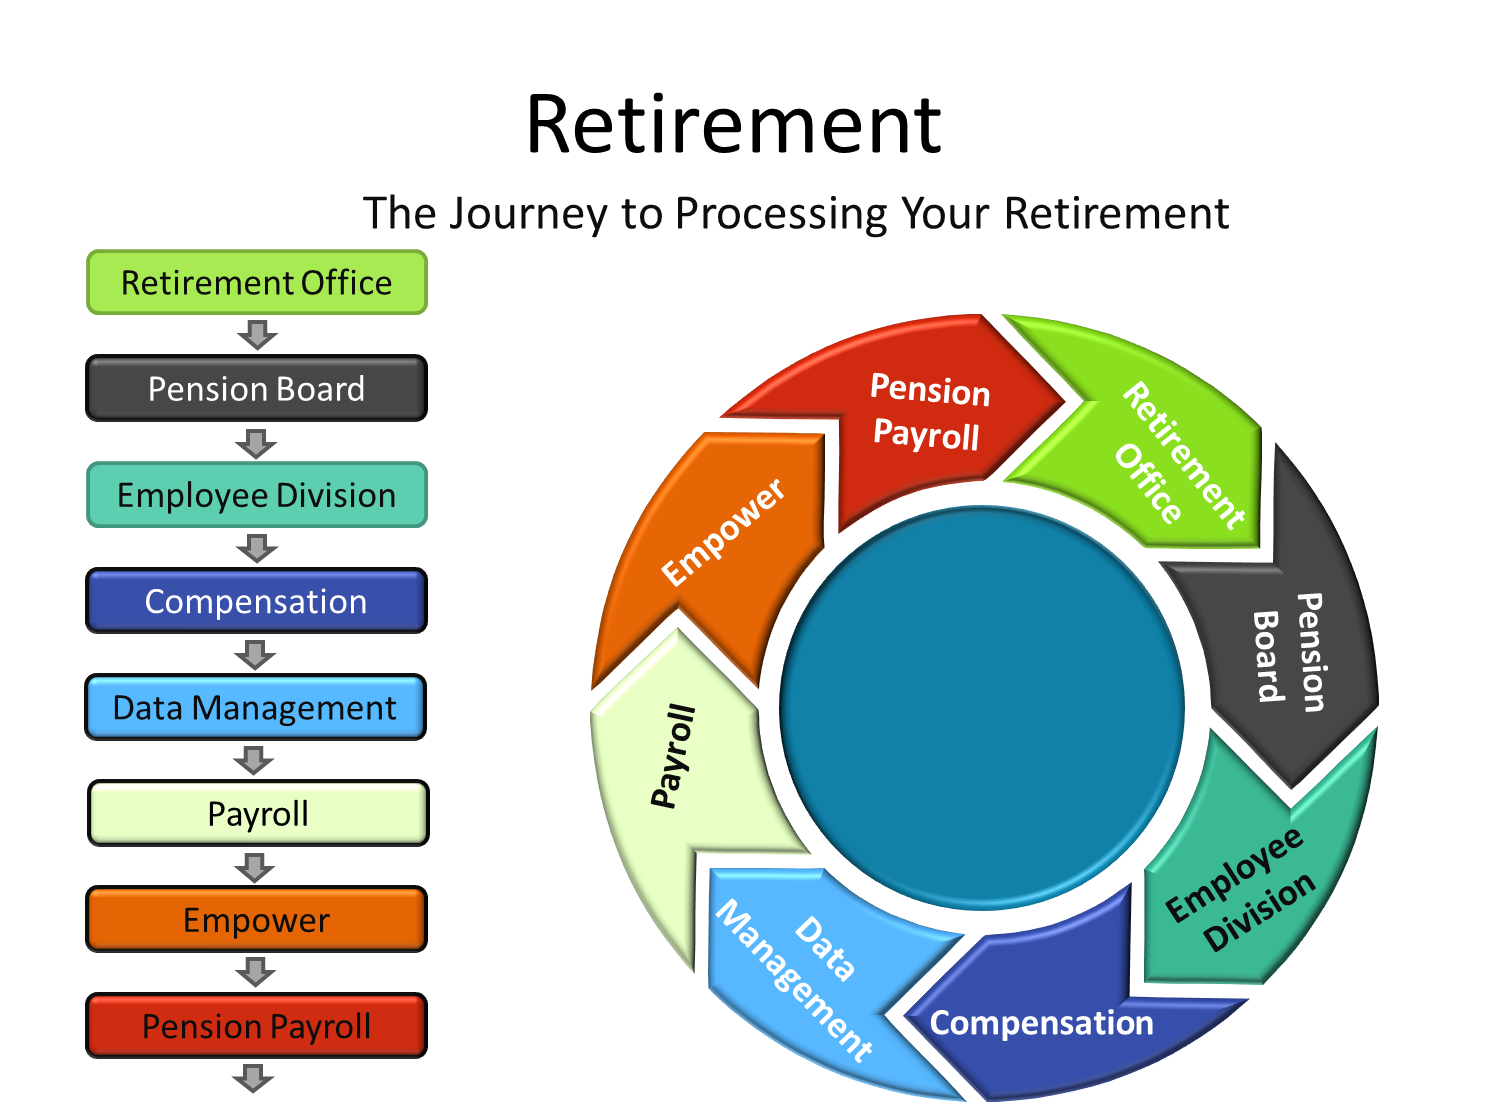 Retirement
The Journey to Processing Your Retirement
Retirement Office
Pension Board
Employee Division
Compensation
Data Management
Payroll
Empower
Pension Payroll
Retirement
Office
Pension
Board
Employee
Division
Compensation
Data
Management
Payroll
Empower
Pension
Payroll